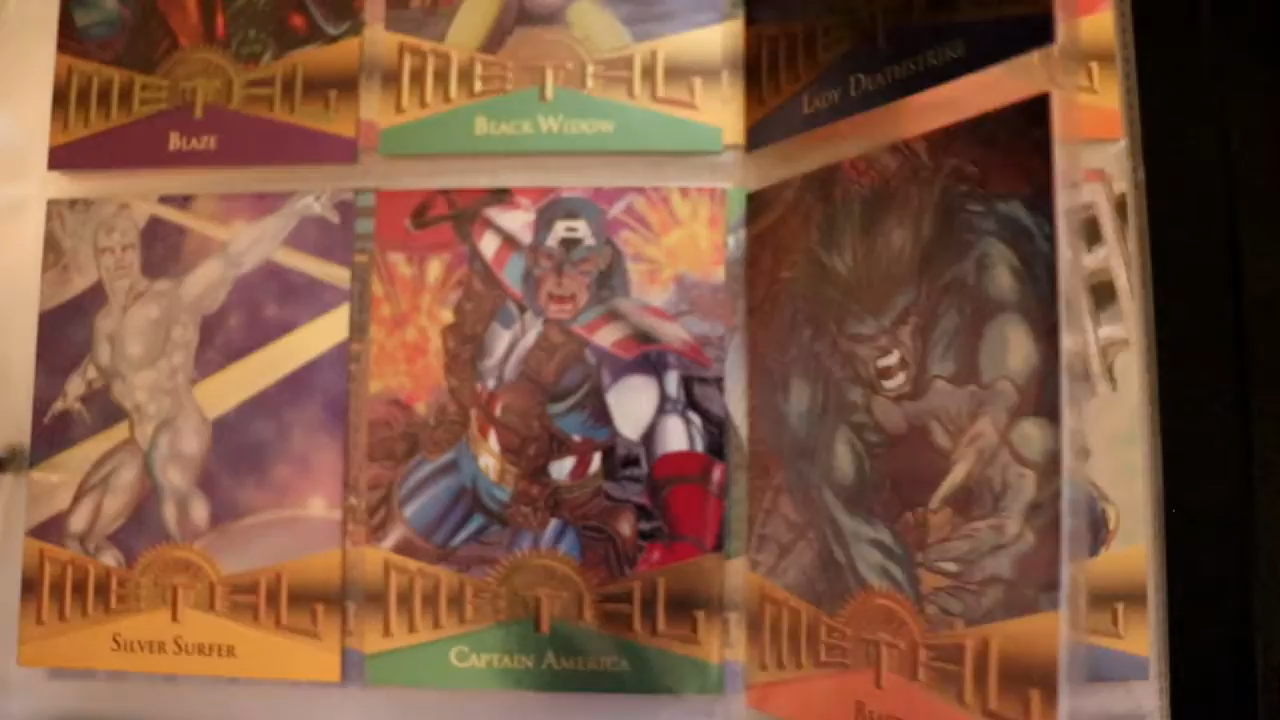 METAL
BLAZE
METAL
BLACK WIDOW
LADY DEATHSTRIKE
METAL
SILVER SURFER
METAL
CAPTAIN AMERICA
METAL